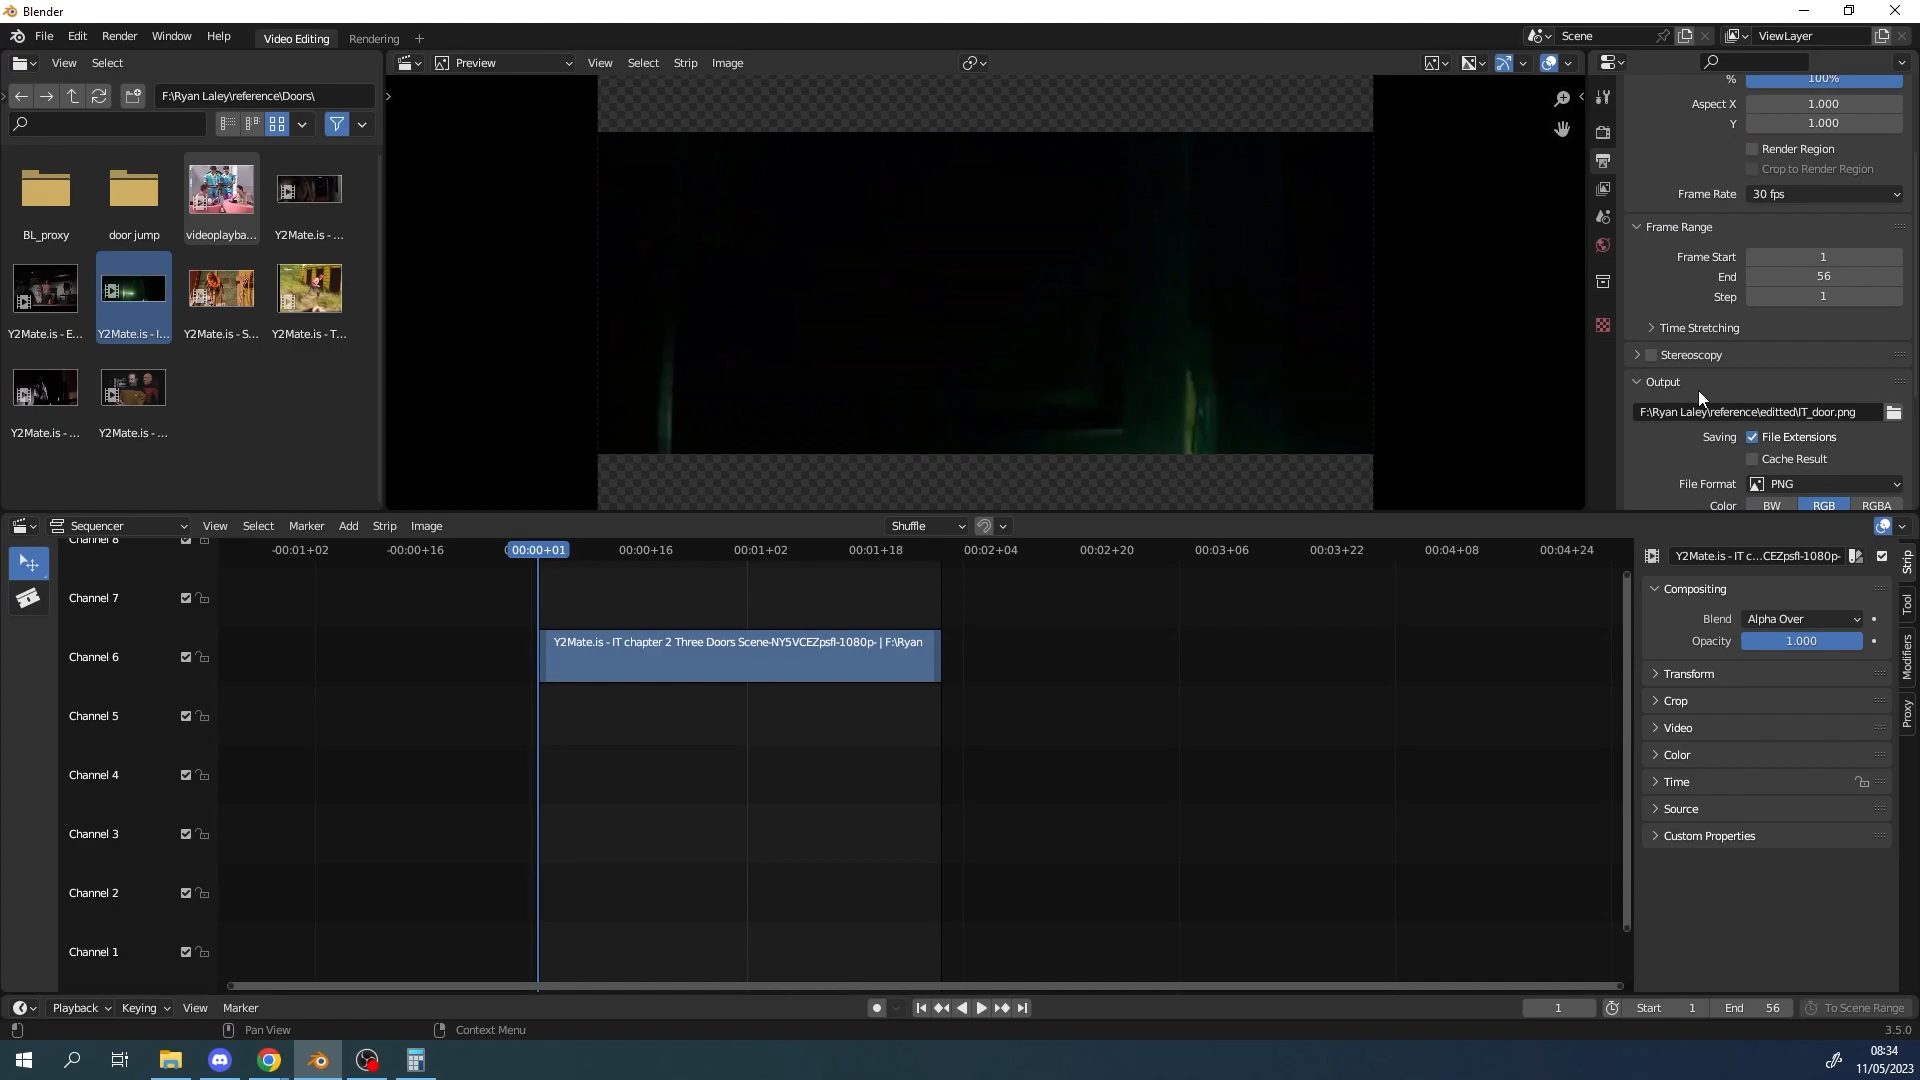 Blender
File Edit Render Window Help Video Editing Rendering + Scene ViewLayer
View Select
F:\Ryan Laley\reference\Doors\
BL_proxy door jump videoplayba... Y2Mate.is - ...
Y2Mate.is - E... Y2Mate.is - I... Y2Mate.is - S... Y2Mate.is - T...
Y2Mate.is - ... Y2Mate.is - ...
Preview View Select Strip Image
% 100%
Aspect X 1.000
Y 1.000
Render Region
Crop to Render Region
Frame Rate 30 fps
Frame Range
Frame Start 1
End 56
Step 1
Time Stretching
Stereoscopy
Output
F:\Ryan Laley\reference\editted\IT_door.png
Saving File Extensions
Cache Result
File Format PNG
Color BW RGB RGBA
Sequencer View Select Marker Add Strip Image Shuffle
-00:01+02 -00:00+16 00:00+01 00:00+16 00:01+02 00:01+18 00:02+04 00:02+20 00:03+06 00:03+22 00:04+08 00:04+24
Channel 8
Channel 7
Channel 6
Channel 5
Channel 4
Channel 3
Channel 2
Channel 1
Y2Mate.is - IT chapter 2 Three Doors Scene-NY5VCEZpsfI-1080p- | F:\Ryan
Y2Mate.is - IT c...CEZpsfI-1080p-
Compositing
Blend Alpha Over
Opacity 1.000
Transform
Crop
Video
Color
Time
Source
Custom Properties
Strip
Tool
Modifiers
Proxy
Playback Keying View Marker 1 Start 1 End 56 To Scene Range
Pan View Context Menu 3.5.0
08:34
11/05/2023